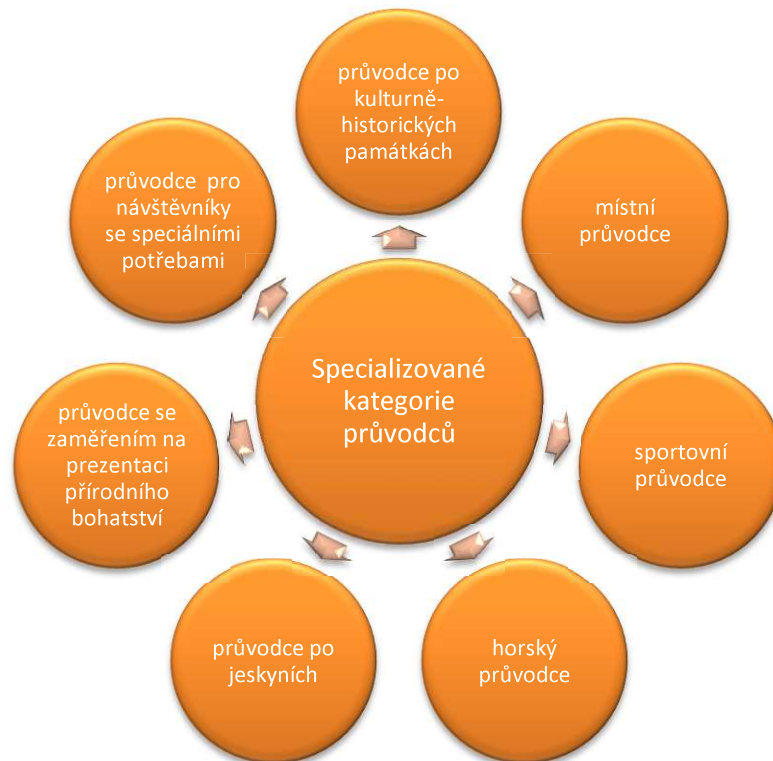 průvodce po
kulturně-
historických
památkách
místní
průvodce
sportovní
průvodce
horský
průvodce
průvodce po
jeskyních
průvodce se
zaměřením na
prezentaci
přírodního
bohatství
průvodce pro
návštěvníky
se speciálními
potřebami
Specializované
kategorie
průvodců